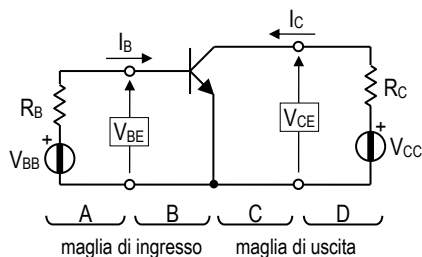 I_B I_C
R_B V_BE V_CE R_C
+ +
V_BB V_CC
A B C D
maglia di ingresso maglia di uscita